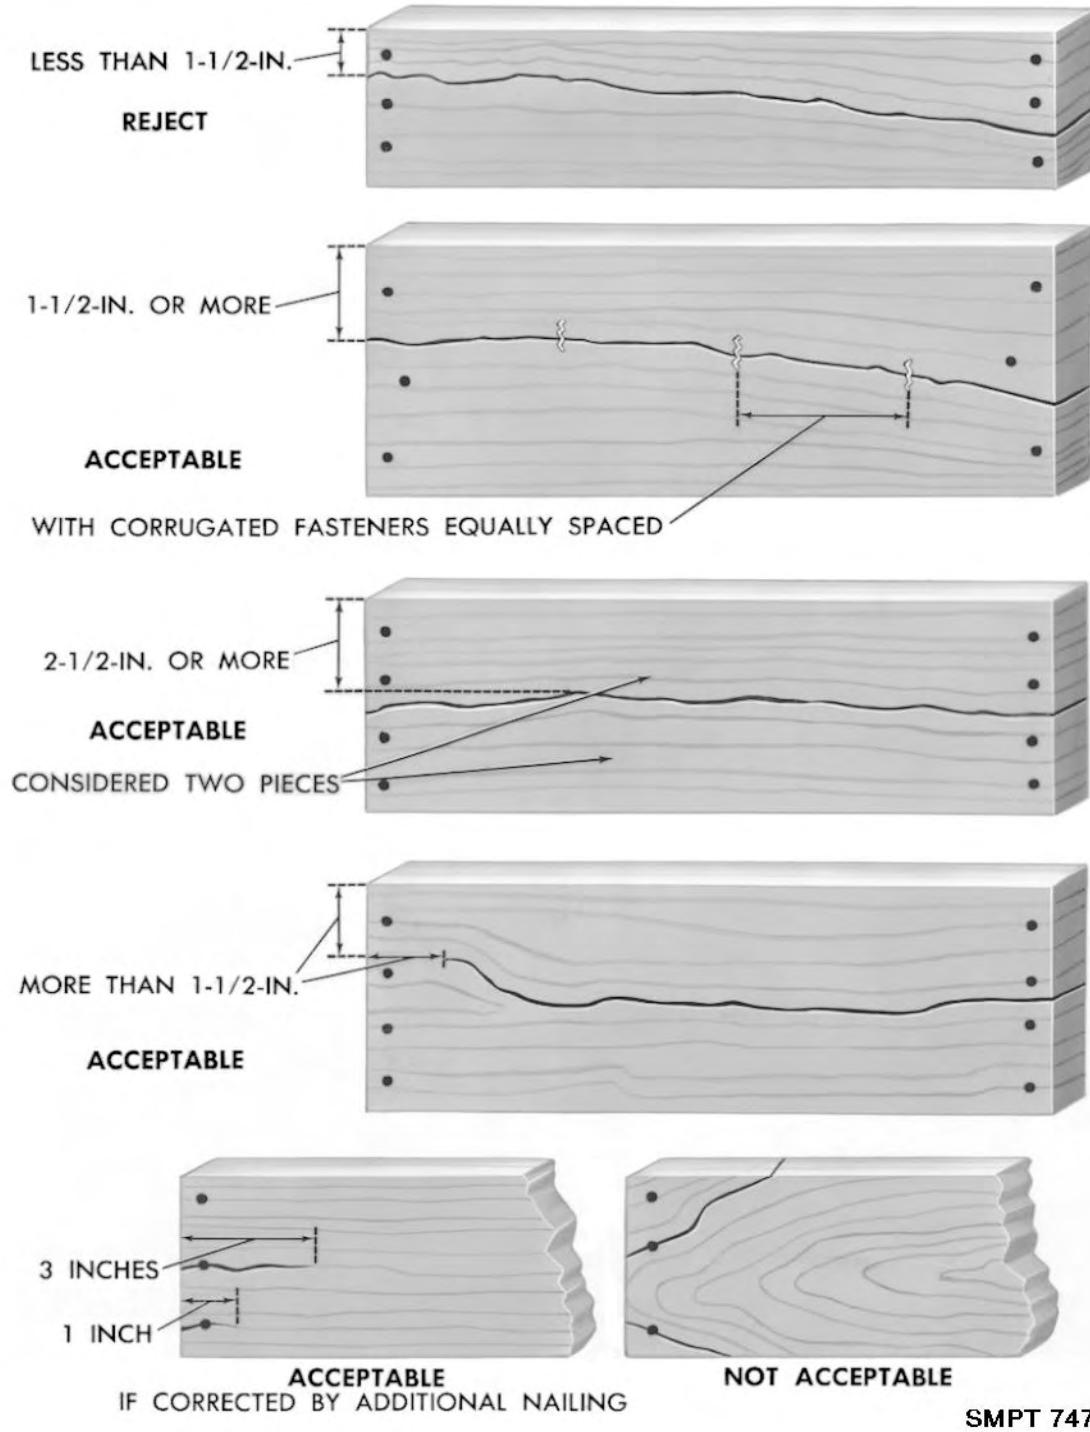 LESS THAN 1-1/2-IN.
REJECT
1-1/2-IN. OR MORE
ACCEPTABLE
WITH CORRUGATED FASTENERS EQUALLY SPACED
2-1/2-IN. OR MORE
ACCEPTABLE
CONSIDERED TWO PIECES
MORE THAN 1-1/2-IN.
ACCEPTABLE
3 INCHES
1 INCH
ACCEPTABLE
IF CORRECTED BY ADDITIONAL NAILING
NOT ACCEPTABLE
SMPT 747